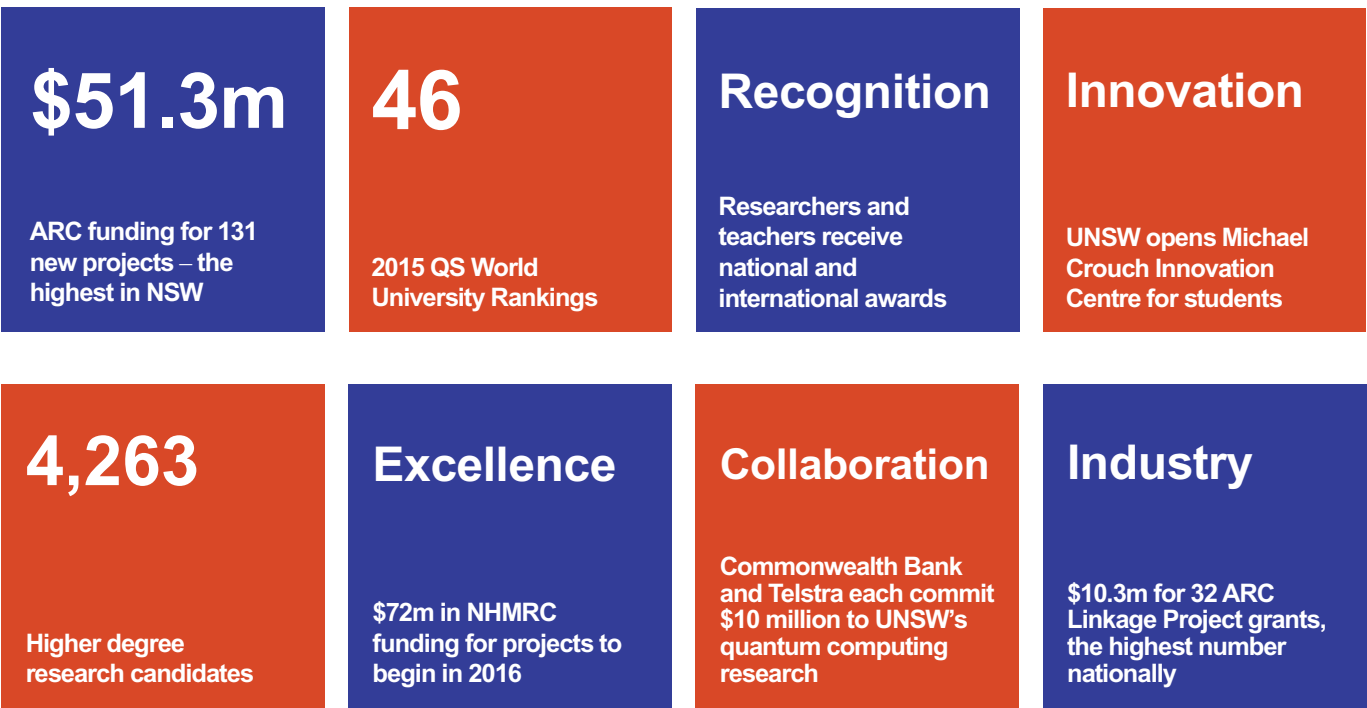 $51.3m
ARC funding for 131
new projects – the
highest in NSW
46
2015 QS World
University Rankings
Recognition
Researchers and
teachers receive
national and
international awards
Innovation
UNSW opens Michael
Crouch Innovation
Centre for students
4,263
Higher degree
research candidates
Excellence
$72m in NHMRC
funding for projects to
begin in 2016
Collaboration
Commonwealth Bank
and Telstra each commit
$10 million to UNSW’s
quantum computing
research
Industry
$10.3m for 32 ARC
Linkage Project grants,
the highest number
nationally